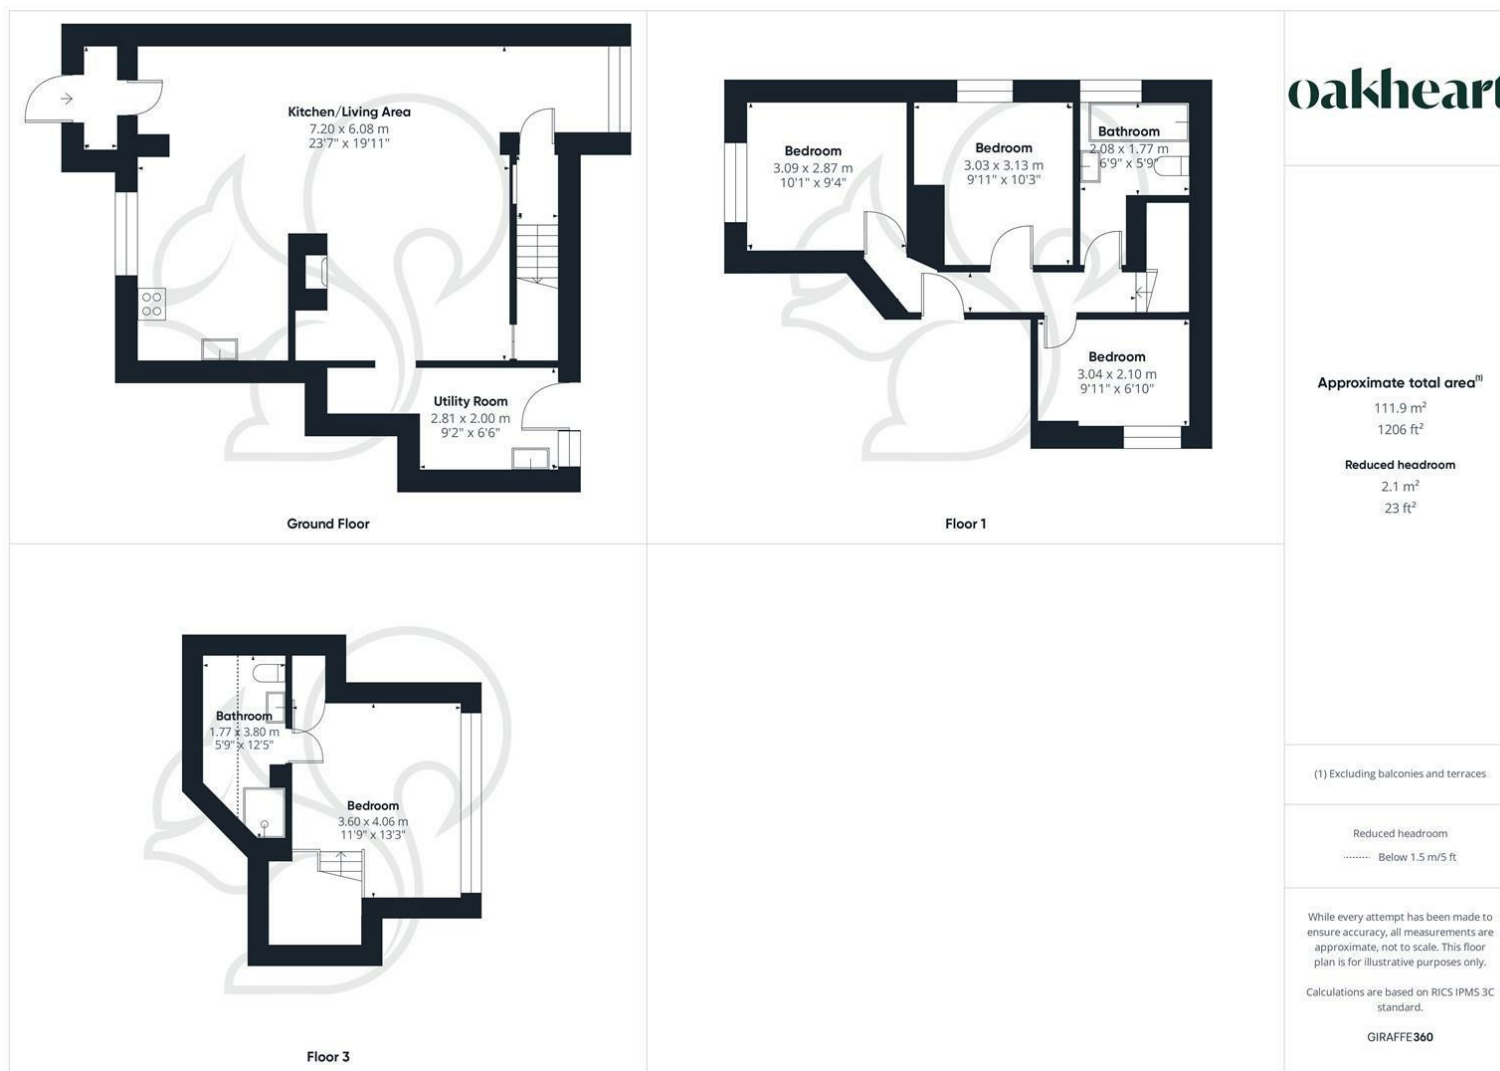 Kitchen/Living Area
7.20 x 6.08 m
23'7" x 19'11"
Utility Room
2.81 x 2.00 m
9'2" x 6'6"
Ground Floor
Bedroom
3.09 x 2.87 m
10'1" x 9'4"
Bedroom
3.03 x 3.13 m
9'11" x 10'3"
Bathroom
2.08 x 1.77 m
6'9" x 5'9"
Bedroom
3.04 x 2.10 m
9'11" x 6'10"
Floor 1
Bathroom
1.77 x 3.80 m
5'9" x 12'5"
Bedroom
3.60 x 4.06 m
11'9" x 13'3"
Floor 3
oakheart
Approximate total area(1)
111.9 m²
1206 ft²
Reduced headroom
2.1 m²
23 ft²
(1) Excluding balconies and terraces
Reduced headroom
Below 1.5 m/5 ft
While every attempt has been made to
ensure accuracy, all measurements are
approximate, not to scale. This floor
plan is for illustrative purposes only.
Calculations are based on RICS IPMS 3C
standard.
GIRAFFE360